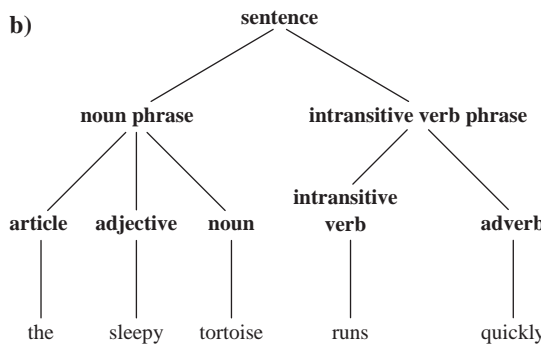 b)
sentence
noun phrase intransitive verb phrase
intransitive
article adjective noun verb adverb
the sleepy tortoise runs quickly